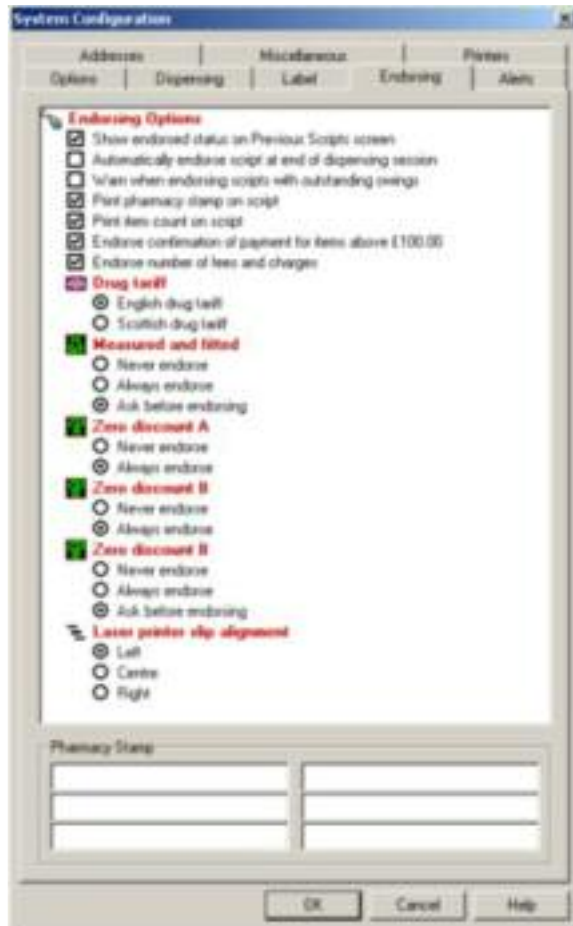 System Configuration
Addresses Miscellaneous Printers
Options Dispensing Label Endorsing Alerts
Endorsing Options
Show endorsed status on Previous Scripts screen
Automatically endorse script at end of dispensing session
Warn when endorsing scripts with outstanding owings
Print pharmacy stamp on script
Print item count on script
Endorse confirmation of payment for items above £100.00
Endorse number of fees and charges
Drug tariff
English drug tariff
Scottish drug tariff
Measured and fitted
Never endorse
Always endorse
Ask before endorsing
Zero discount A
Never endorse
Always endorse
Zero discount B
Never endorse
Always endorse
Zero discount B
Never endorse
Always endorse
Ask before endorsing
Laser printer slip alignment
Left
Centre
Right
Pharmacy Stamp
OK Cancel Help